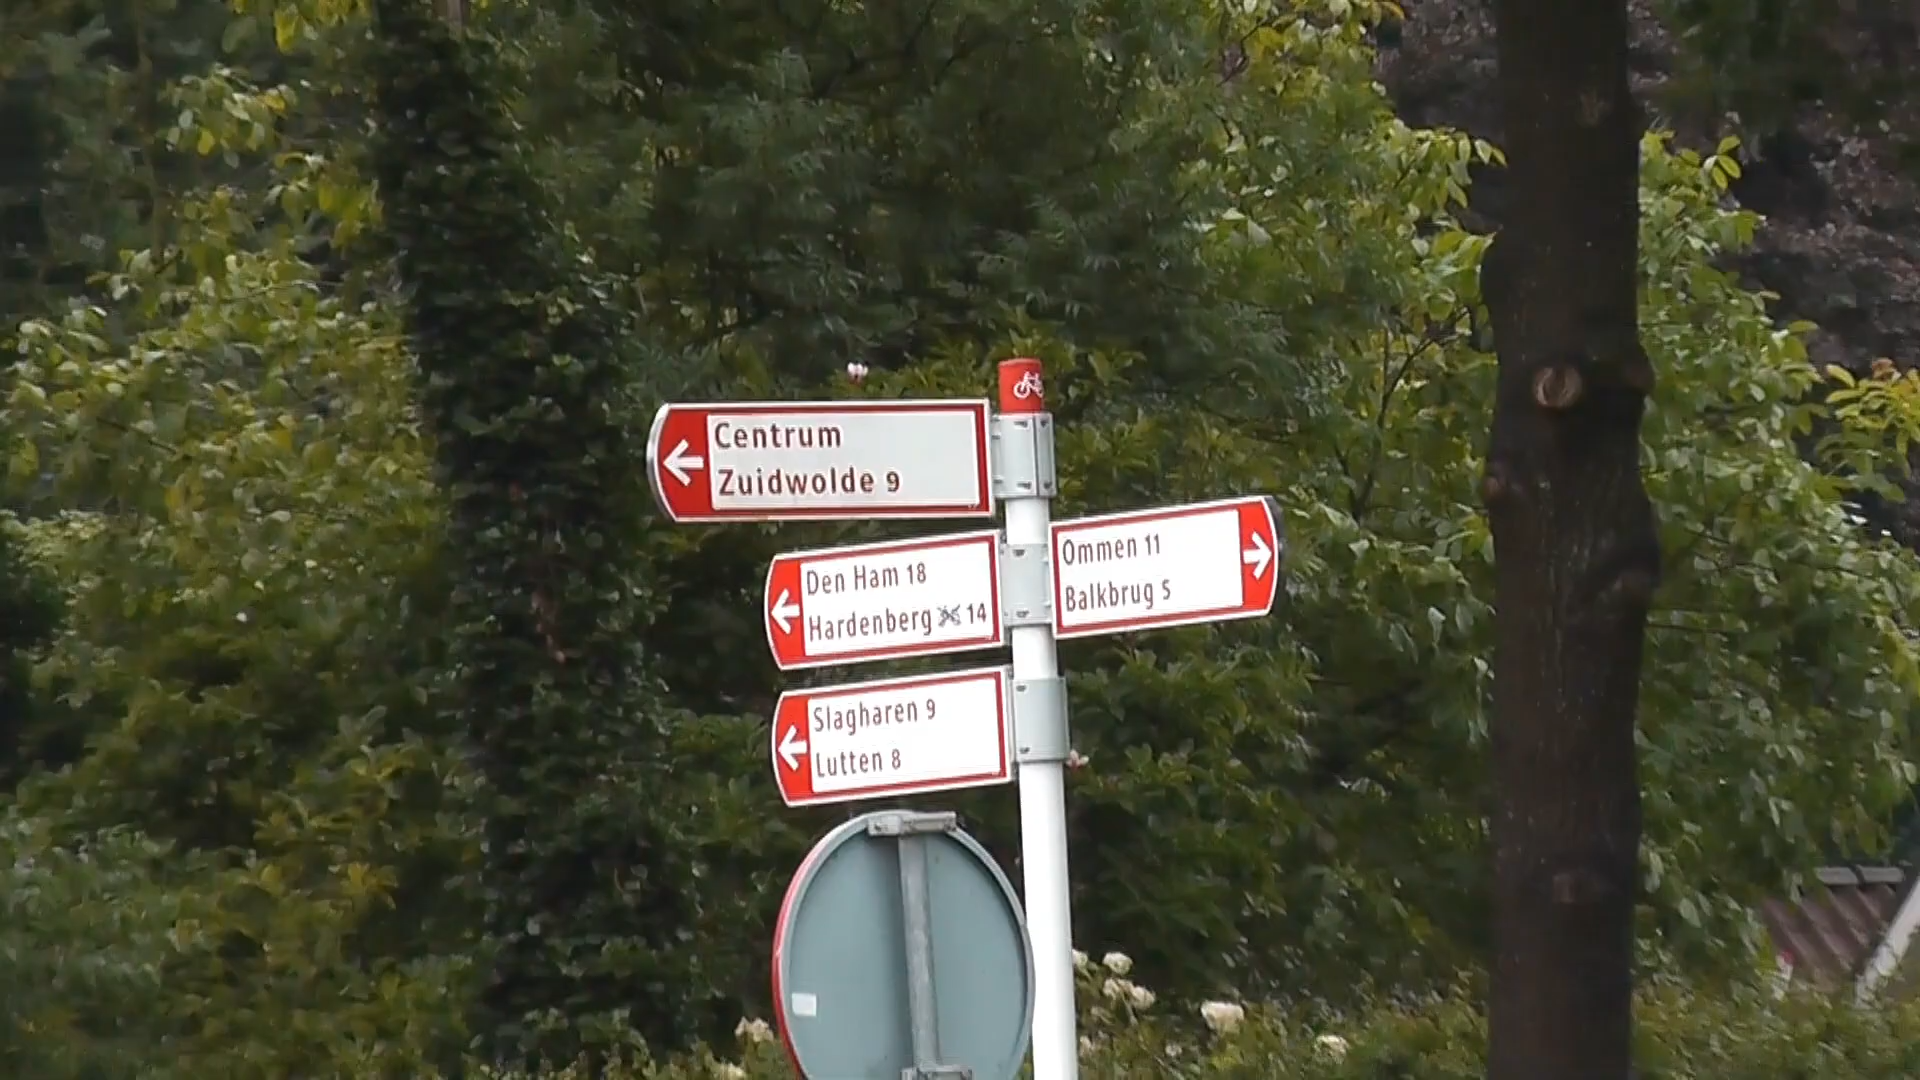 Centrum
Zuidwolde 9
Den Ham 18
Hardenberg 14
Ommen 11
Balkbrug 5
Slagharen 9
Lutten 8